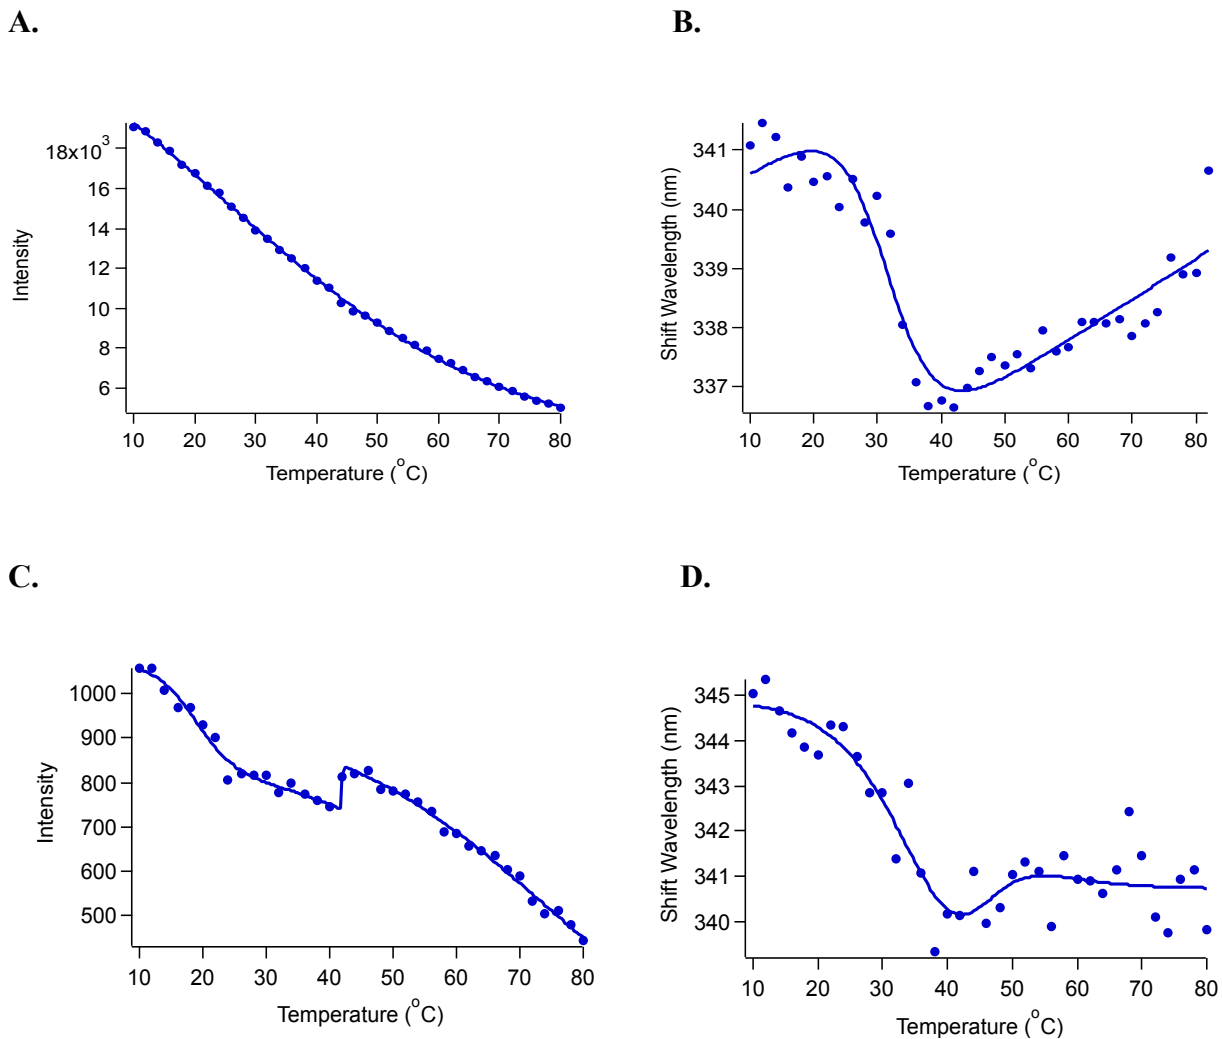 A.
B.
18x10³
16
14
12
10
8
6
Intensity
10 20 30 40 50 60 70 80
Temperature (°C)
341
340
339
338
337
Shift Wavelength (nm)
10 20 30 40 50 60 70 80
Temperature (°C)
C.
D.
1000
900
800
700
600
500
Intensity
10 20 30 40 50 60 70 80
Temperature (°C)
345
344
343
342
341
340
Shift Wavelength (nm)
10 20 30 40 50 60 70 80
Temperature (°C)